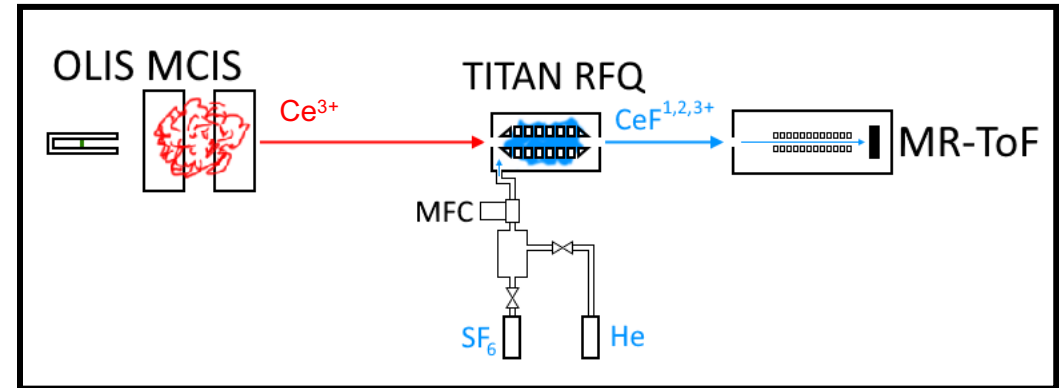 OLIS MCIS
Ce³⁺
TITAN RFQ
CeF¹,²,³⁺
MR-ToF
MFC
SF₆
He